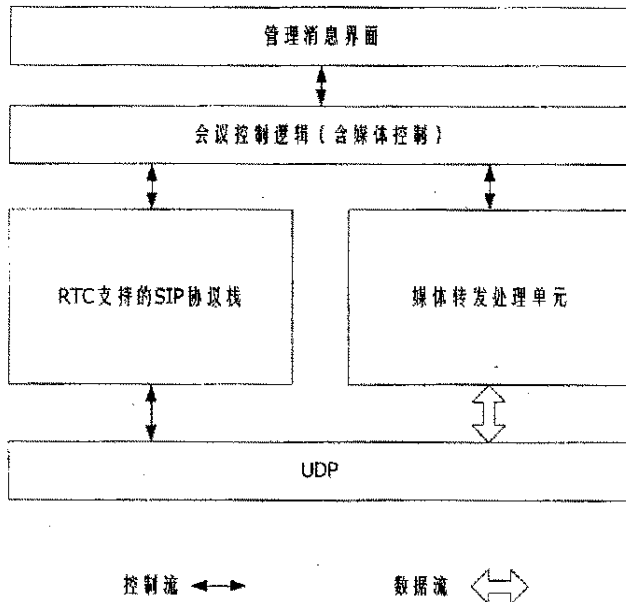 管理消息界面
会议控制逻辑(含媒体控制)
RTC支持的SIP协议栈
媒体转发处理单元
UDP
控制流
数据流